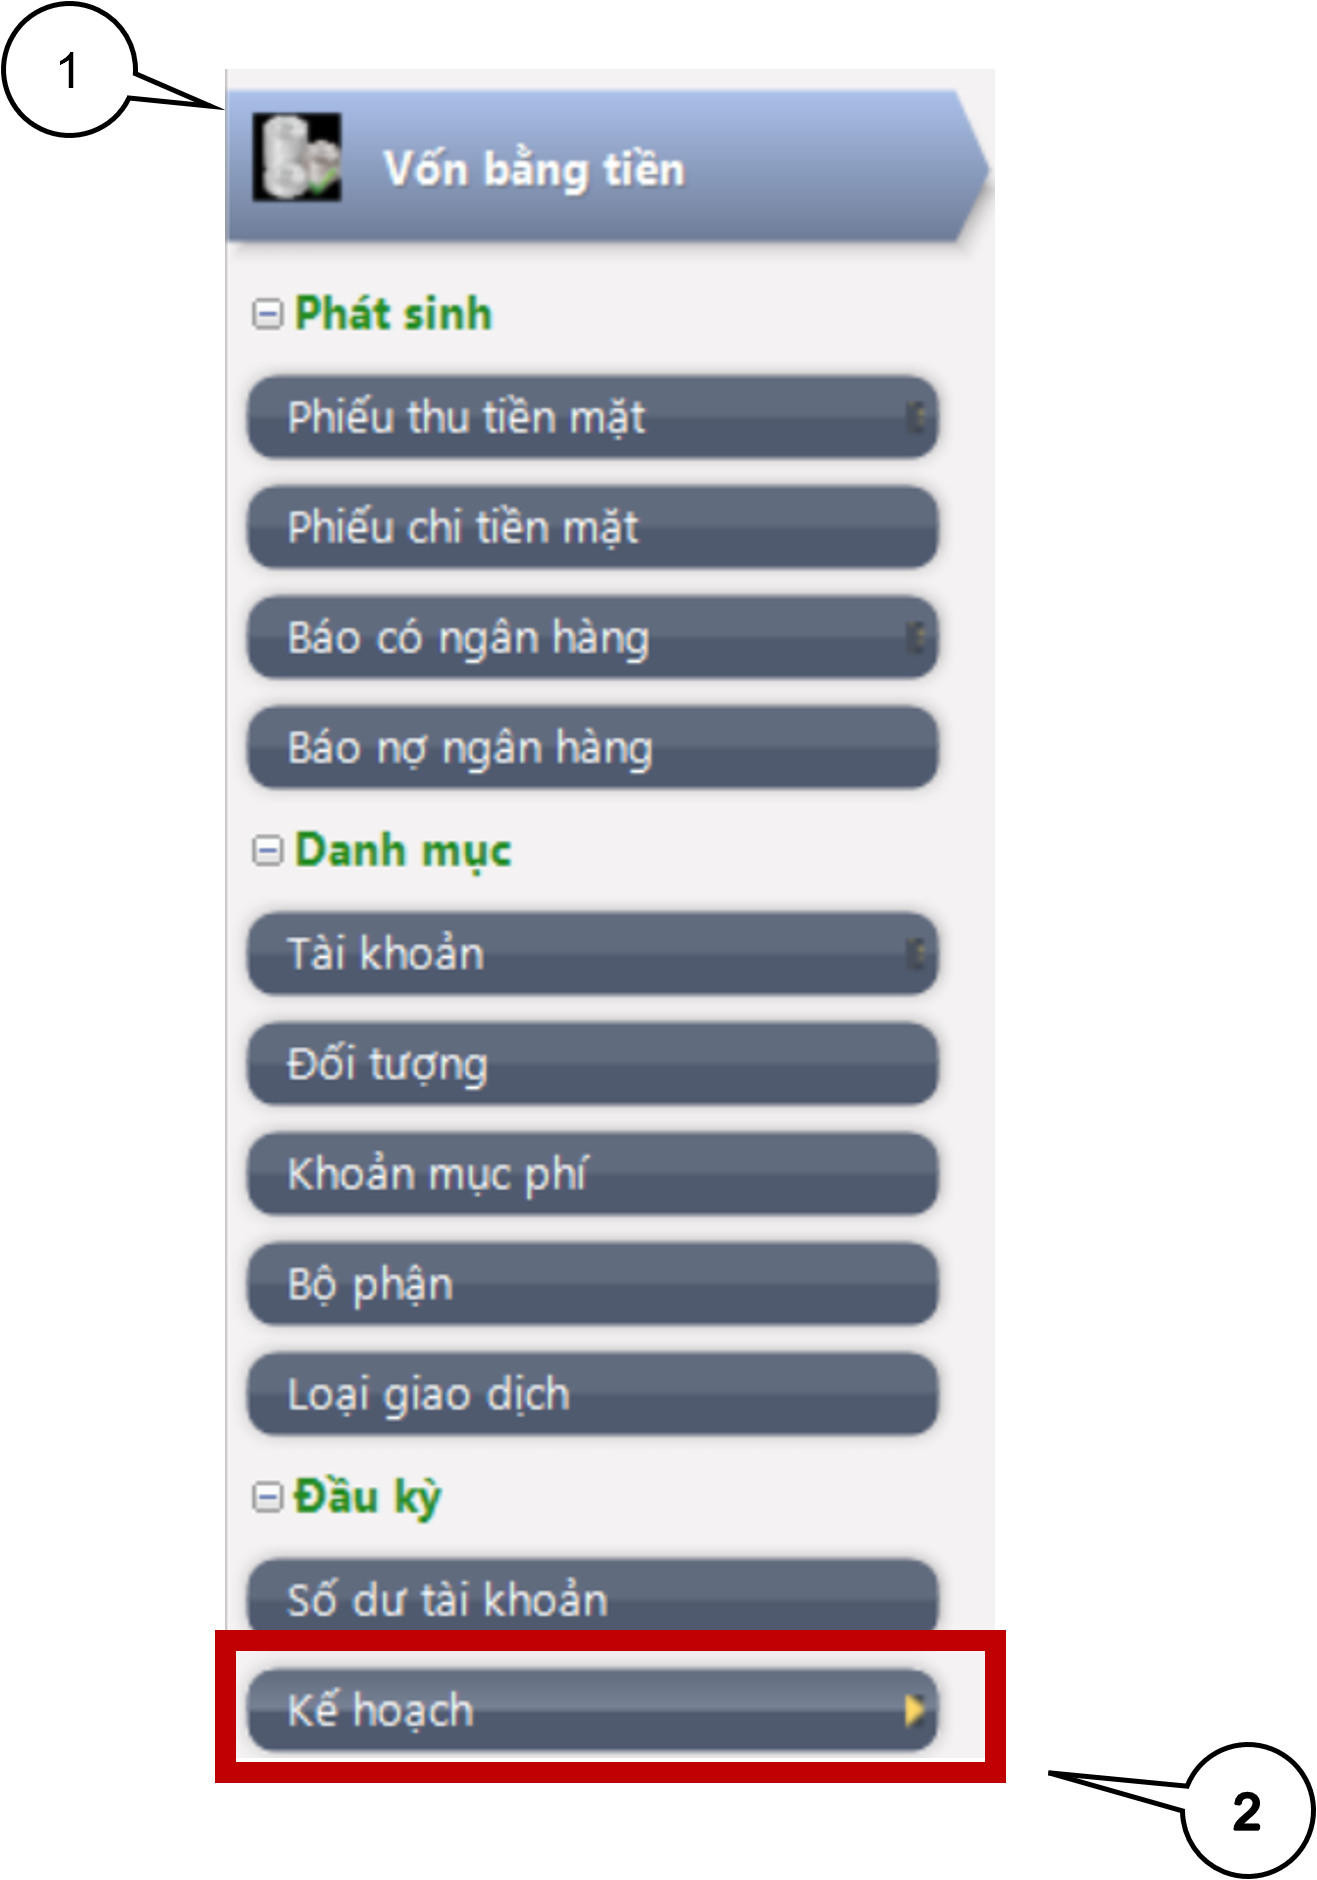 1
Vốn bằng tiền
Phát sinh
Phiếu thu tiền mặt
Phiếu chi tiền mặt
Báo có ngân hàng
Báo nợ ngân hàng
Danh mục
Tài khoản
Đối tượng
Khoản mục phí
Bộ phận
Loại giao dịch
Đầu kỳ
Số dư tài khoản
Kế hoạch
2